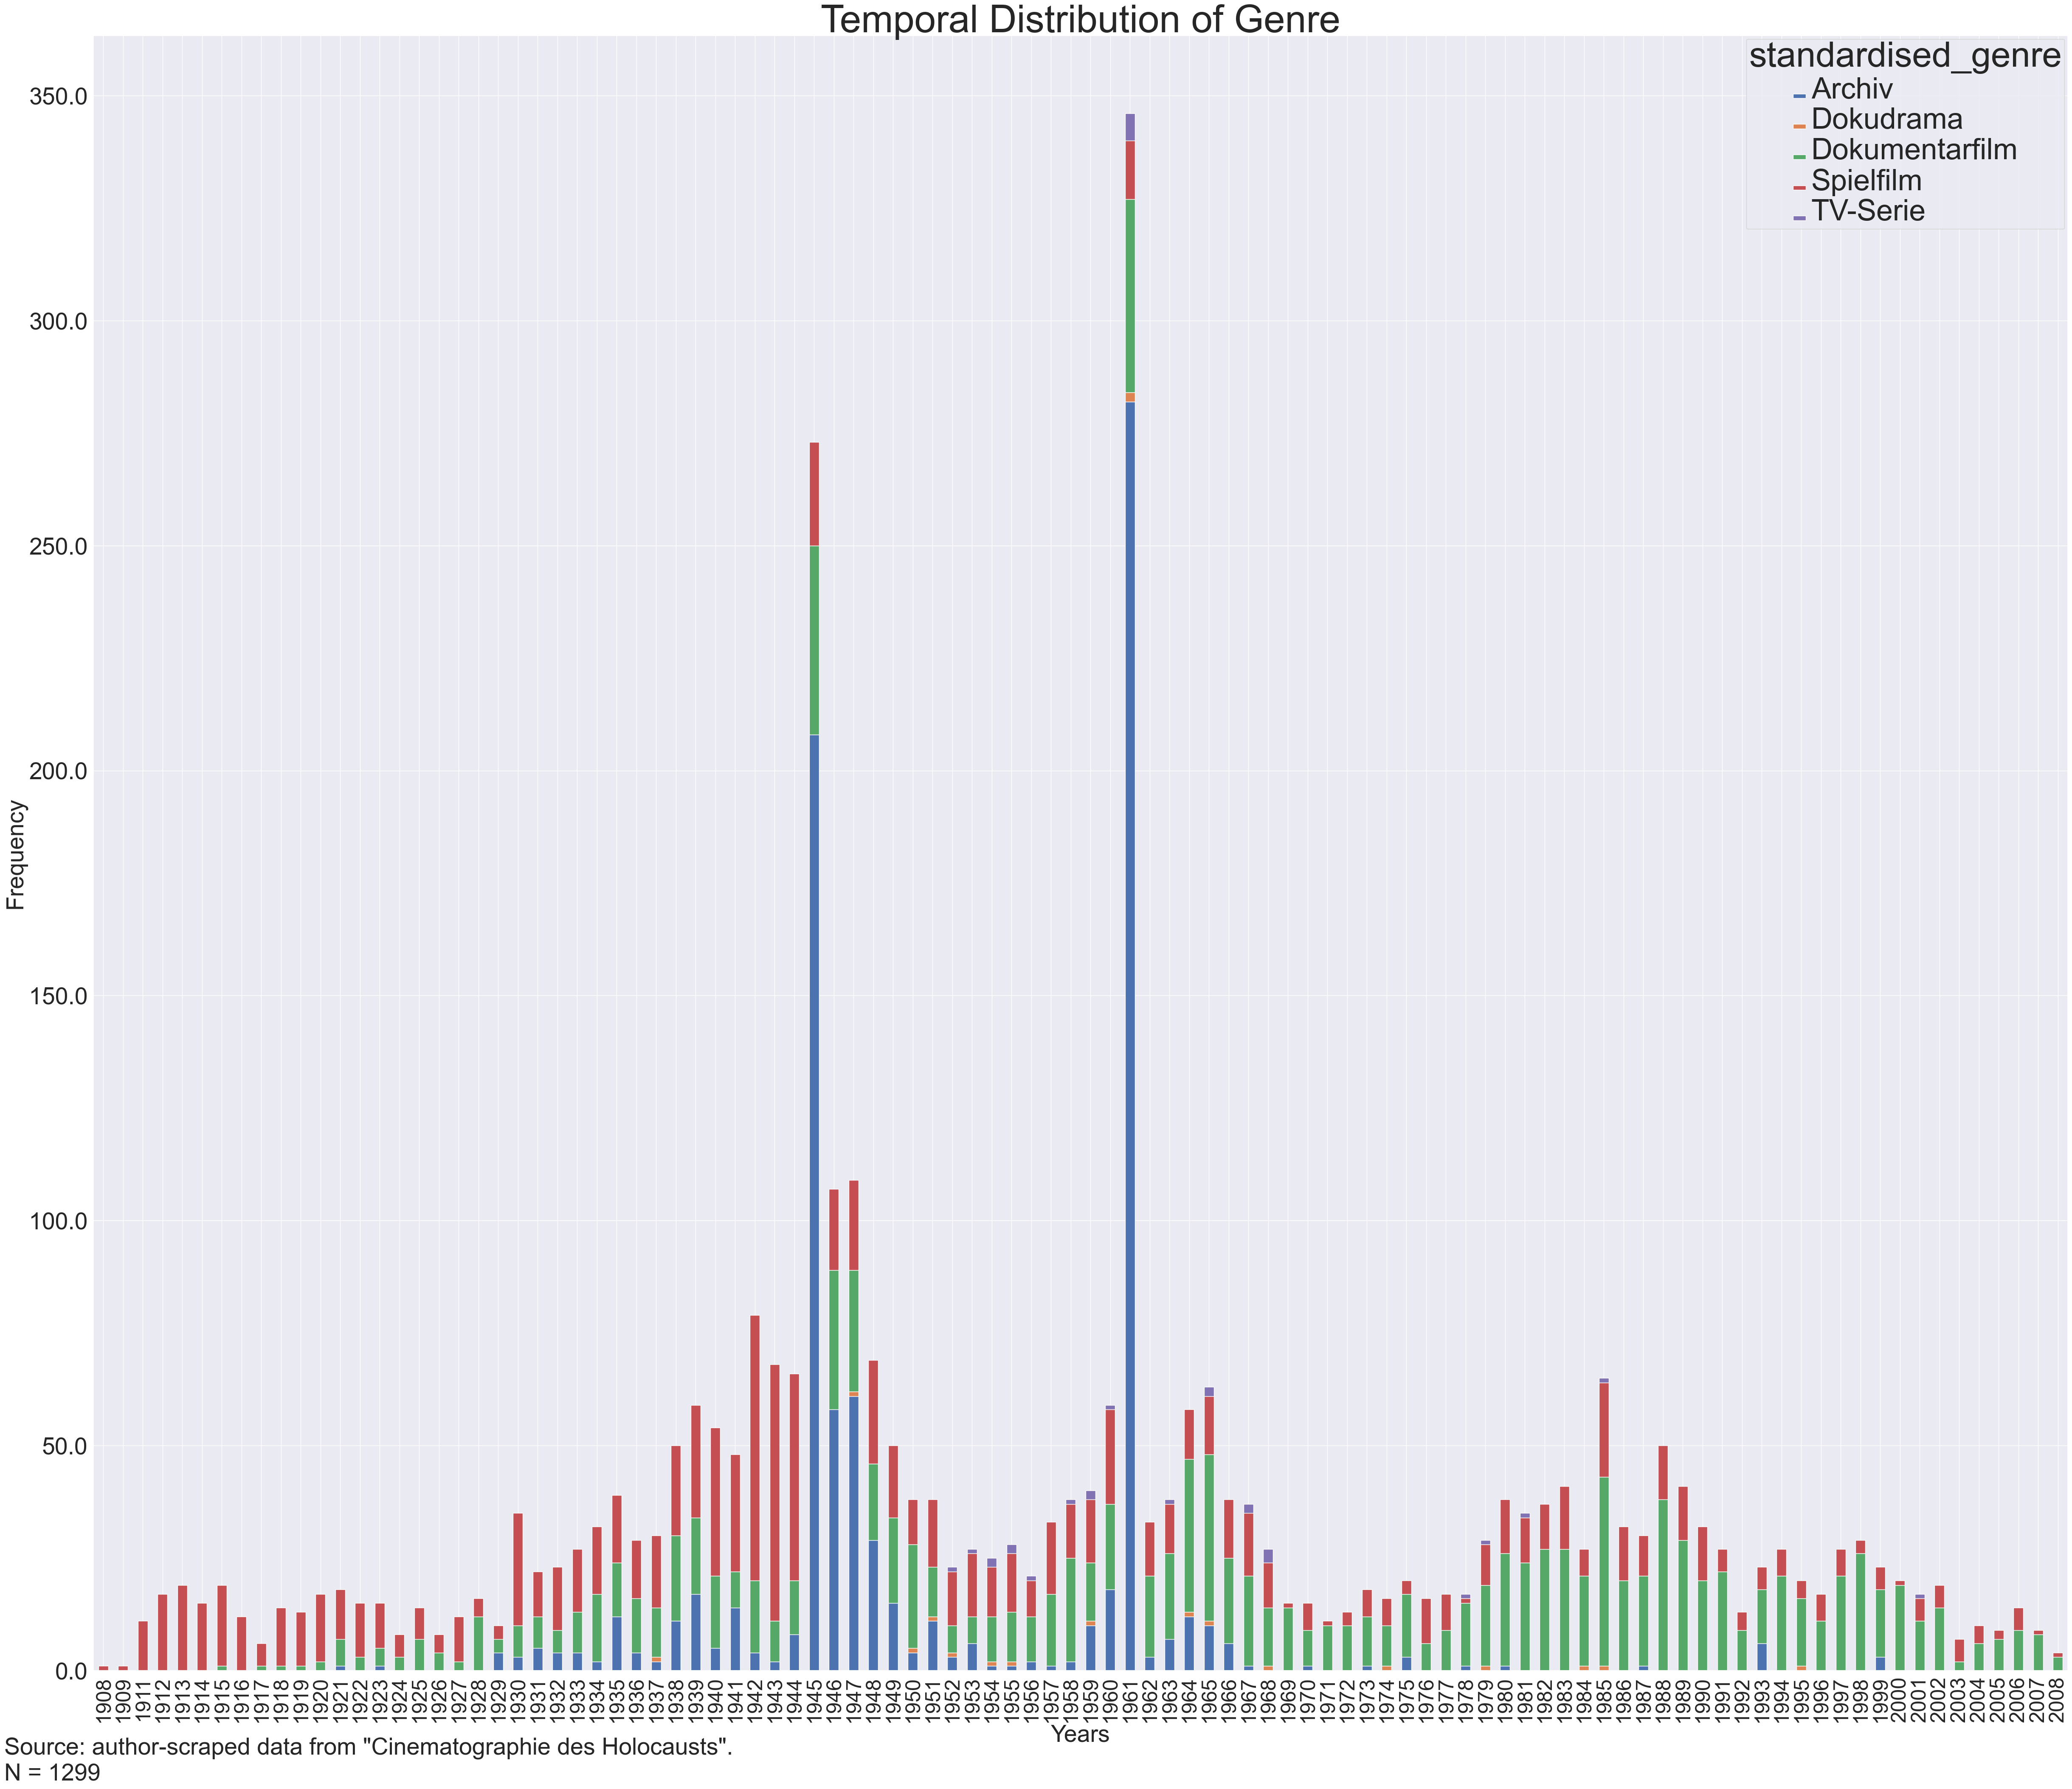 Temporal Distribution of Genre
standardised_genre
Archiv
Dokudrama
Dokumentarfilm
Spielfilm
TV-Serie
350.0
300.0
250.0
200.0
150.0
100.0
50.0
0.0
Frequency
1908 1909 1911 1912 1913 1914 1915 1916 1917 1918 1919 1920 1921 1922 1923 1924 1925 1926 1927 1928 1929 1930 1931 1932 1933 1934 1935 1936 1937 1938 1939 1940 1941 1942 1943 1944 1945 1946 1947 1948 1949 1950 1951 1952 1953 1954 1955 1956 1957 1958 1959 1960 1961 1962 1963 1964 1965 1966 1967 1968 1969 1970 1971 1972 1973 1974 1975 1976 1977 1978 1979 1980 1981 1982 1983 1984 1985 1986 1987 1988 1989 1990 1991 1992 1993 1994 1995 1996 1997 1998 1999 2000 2001 2002 2003 2004 2005 2006 2007 2008
Years
Source: author-scraped data from "Cinematographie des Holocausts".
N = 1299